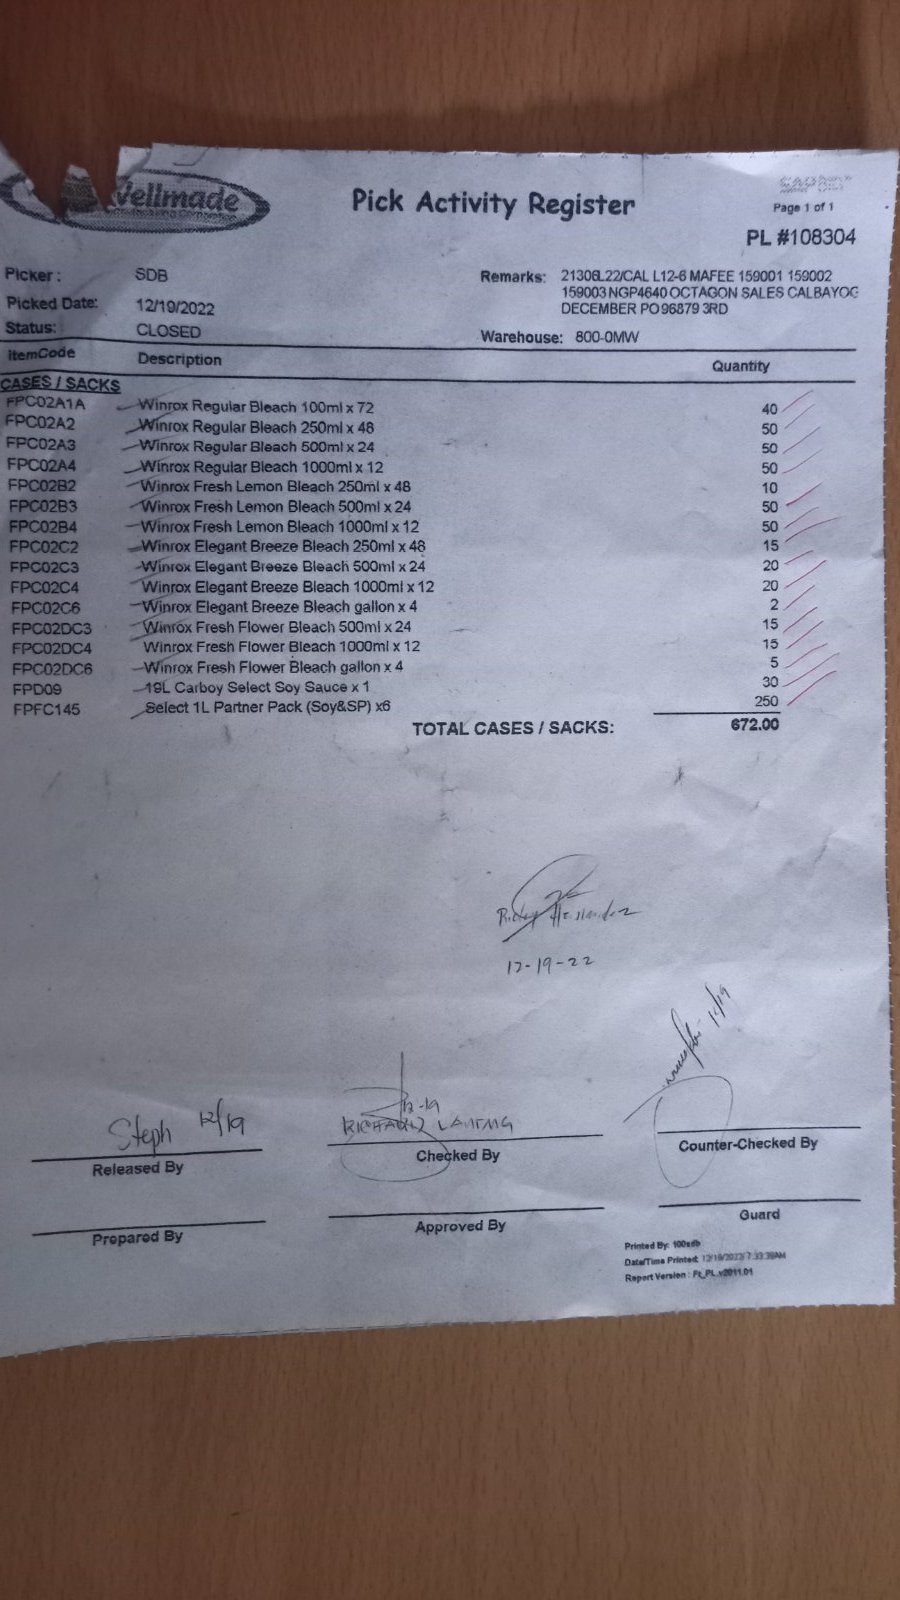 Wellmade
Manufacturing Corporation
Pick Activity Register
Page 1 of 1
PL #108304
Picker : SDB
Remarks: 21306L22/CAL L12-6 MAFEE 159001 159002
159003 NGP4640 OCTAGON SALES CALBAYOG
DECEMBER PO 96879 3RD
Picked Date: 12/19/2022
Status: CLOSED
Warehouse: 800-0MW
ItemCode Description Quantity
CASES / SACKS
FPC02A1A Winrox Regular Bleach 100ml x 72 40
FPC02A2 Winrox Regular Bleach 250ml x 48 50
FPC02A3 Winrox Regular Bleach 500ml x 24 50
FPC02A4 Winrox Regular Bleach 1000ml x 12 50
FPC02B2 Winrox Fresh Lemon Bleach 250ml x 48 10
FPC02B3 Winrox Fresh Lemon Bleach 500ml x 24 50
FPC02B4 Winrox Fresh Lemon Bleach 1000ml x 12 50
FPC02C2 Winrox Elegant Breeze Bleach 250ml x 48 15
FPC02C3 Winrox Elegant Breeze Bleach 500ml x 24 20
FPC02C4 Winrox Elegant Breeze Bleach 1000ml x 12 20
FPC02C6 Winrox Elegant Breeze Bleach gallon x 4 2
FPC02DC3 Winrox Fresh Flower Bleach 500ml x 24 15
FPC02DC4 Winrox Fresh Flower Bleach 1000ml x 12 15
FPC02DC6 Winrox Fresh Flower Bleach gallon x 4 5
FPD09 19L Carboy Select Soy Sauce x 1 30
FPFC145 Select 1L Partner Pack (Soy&SP) x6 250
TOTAL CASES / SACKS: 672.00
12-19-22
12/19
12-19
Steph 12/19
Released By
Checked By
Counter-Checked By
Prepared By
Approved By
Guard
Printed By: 100sdb
Date/Time Printed: 12/19/2022 7:33:39AM
Report Version : Ft_PL.v2011.01